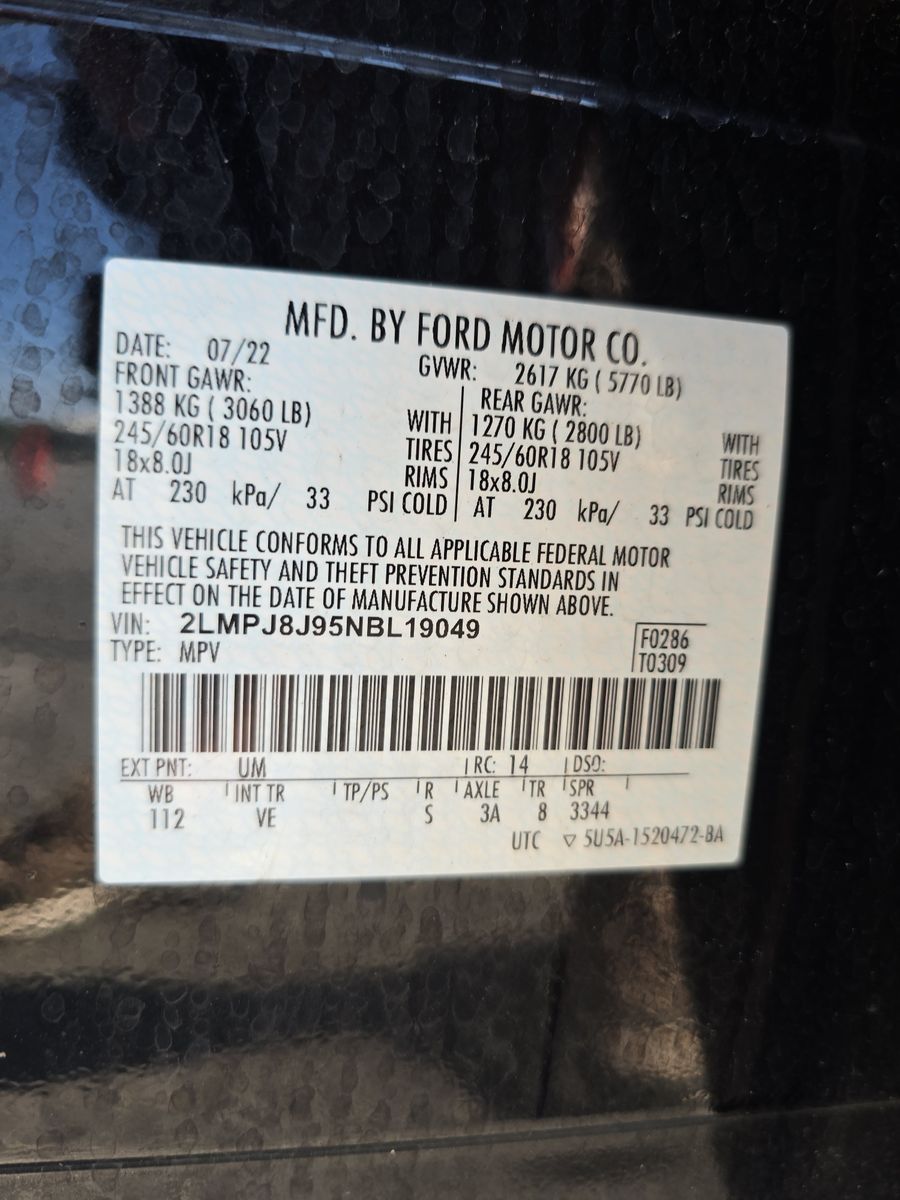 MFD. BY FORD MOTOR CO.
DATE: 07/22 GVWR: 2617 KG ( 5770 LB)
FRONT GAWR: REAR GAWR:
1388 KG ( 3060 LB) WITH 1270 KG ( 2800 LB) WITH
245/60R18 105V TIRES 245/60R18 105V TIRES
18x8.0J RIMS 18x8.0J RIMS
AT 230 kPa/ 33 PSI COLD AT 230 kPa/ 33 PSI COLD
THIS VEHICLE CONFORMS TO ALL APPLICABLE FEDERAL MOTOR
VEHICLE SAFETY AND THEFT PREVENTION STANDARDS IN
EFFECT ON THE DATE OF MANUFACTURE SHOWN ABOVE.
VIN: 2LMPJ8J95NBL19049 F0286
TYPE: MPV T0309
EXT PNT: UM RC: 14 DSO:
WB INT TR TP/PS R AXLE TR SPR
112 VE S 3A 8 3344
UTC ▽ 5U5A-1520472-BA